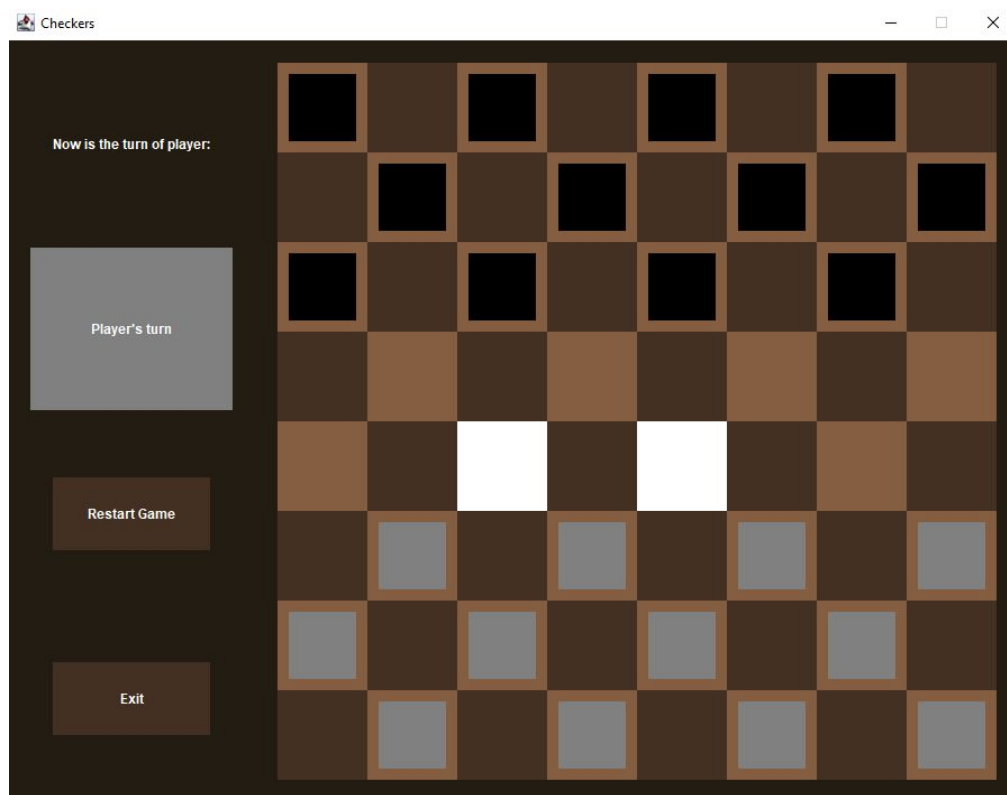 Checkers
Now is the turn of player:
Player's turn
Restart Game
Exit